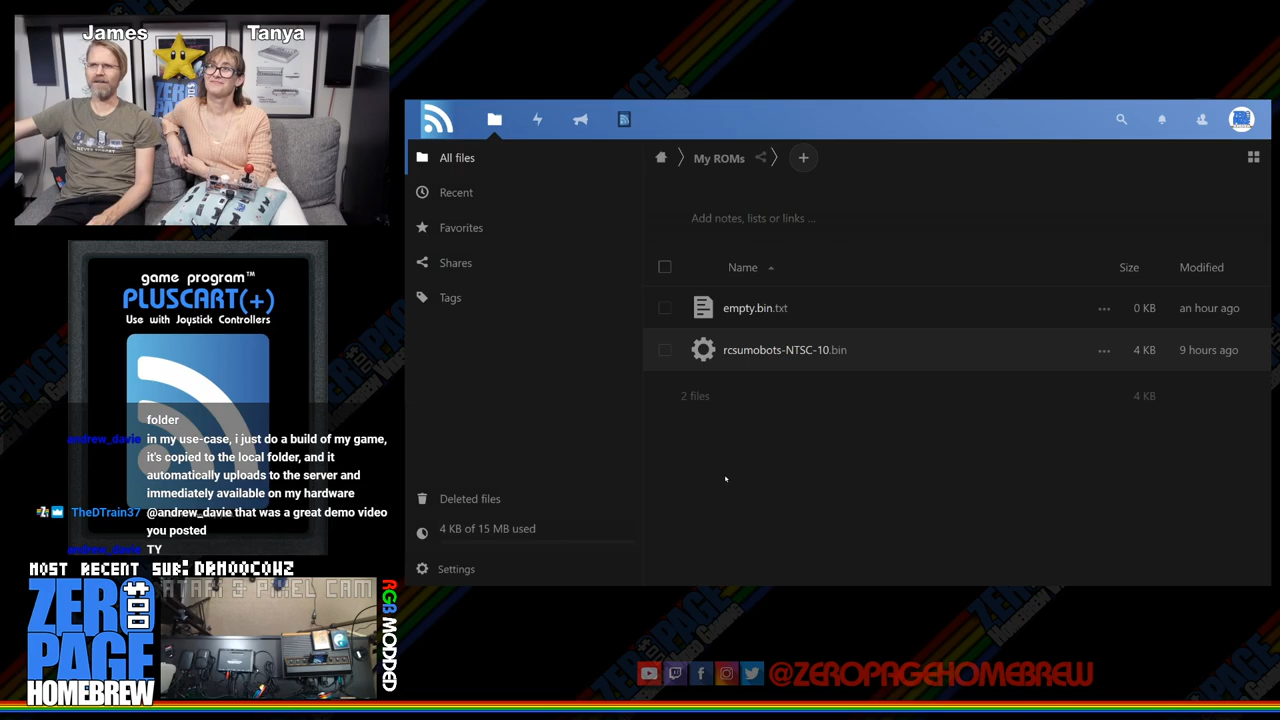 James
Tanya
game program™
PLUSCART(+)
Use with Joystick Controllers
folder
andrew_davie in my use-case, i just do a build of my game,
it's copied to the local folder, and it
automatically uploads to the server and
immediately available on my hardware
TheDTrain37 @andrew_davie that was a great demo video
you posted
andrew_davie TY
MOST RECENT SUB: DRMOOCOWZ
ZERO
PAGE
HOMEBREW
ATARI & PIXEL CAM
RGB MODDED
All files
Recent
Favorites
Shares
Tags
Deleted files
4 KB of 15 MB used
Settings
My ROMs
Add notes, lists or links ...
Name Size Modified
empty.bin.txt 0 KB an hour ago
rcsumobots-NTSC-10.bin 4 KB 9 hours ago
2 files 4 KB
@ZEROPAGEHOMEBREW